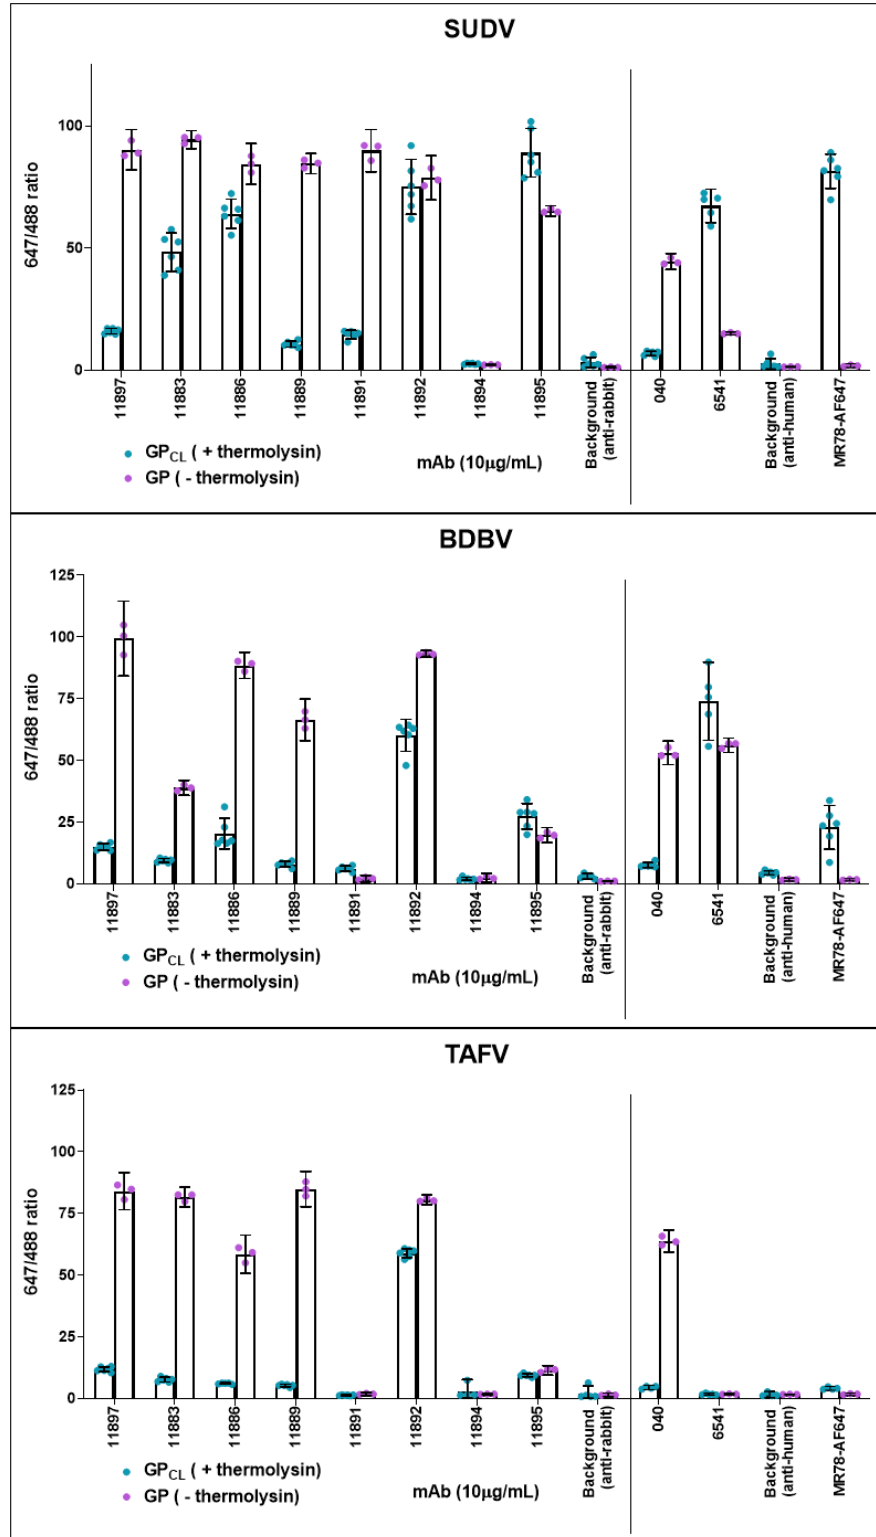 SUDV
647/488 ratio
100
50
0
11897
11883
11886
11889
11891
11892
11894
11895
Background
(anti-rabbit)
040
6541
Background
(anti-human)
MR78-AF647
GPCL ( + thermolysin)
GP ( - thermolysin)
mAb (10μg/mL)
BDBV
647/488 ratio
125
100
75
50
25
0
11897
11883
11886
11889
11891
11892
11894
11895
Background
(anti-rabbit)
040
6541
Background
(anti-human)
MR78-AF647
GPCL ( + thermolysin)
GP ( - thermolysin)
mAb (10μg/mL)
TAFV
647/488 ratio
125
100
75
50
25
0
11897
11883
11886
11889
11891
11892
11894
11895
Background
(anti-rabbit)
040
6541
Background
(anti-human)
MR78-AF647
GPCL ( + thermolysin)
GP ( - thermolysin)
mAb (10μg/mL)